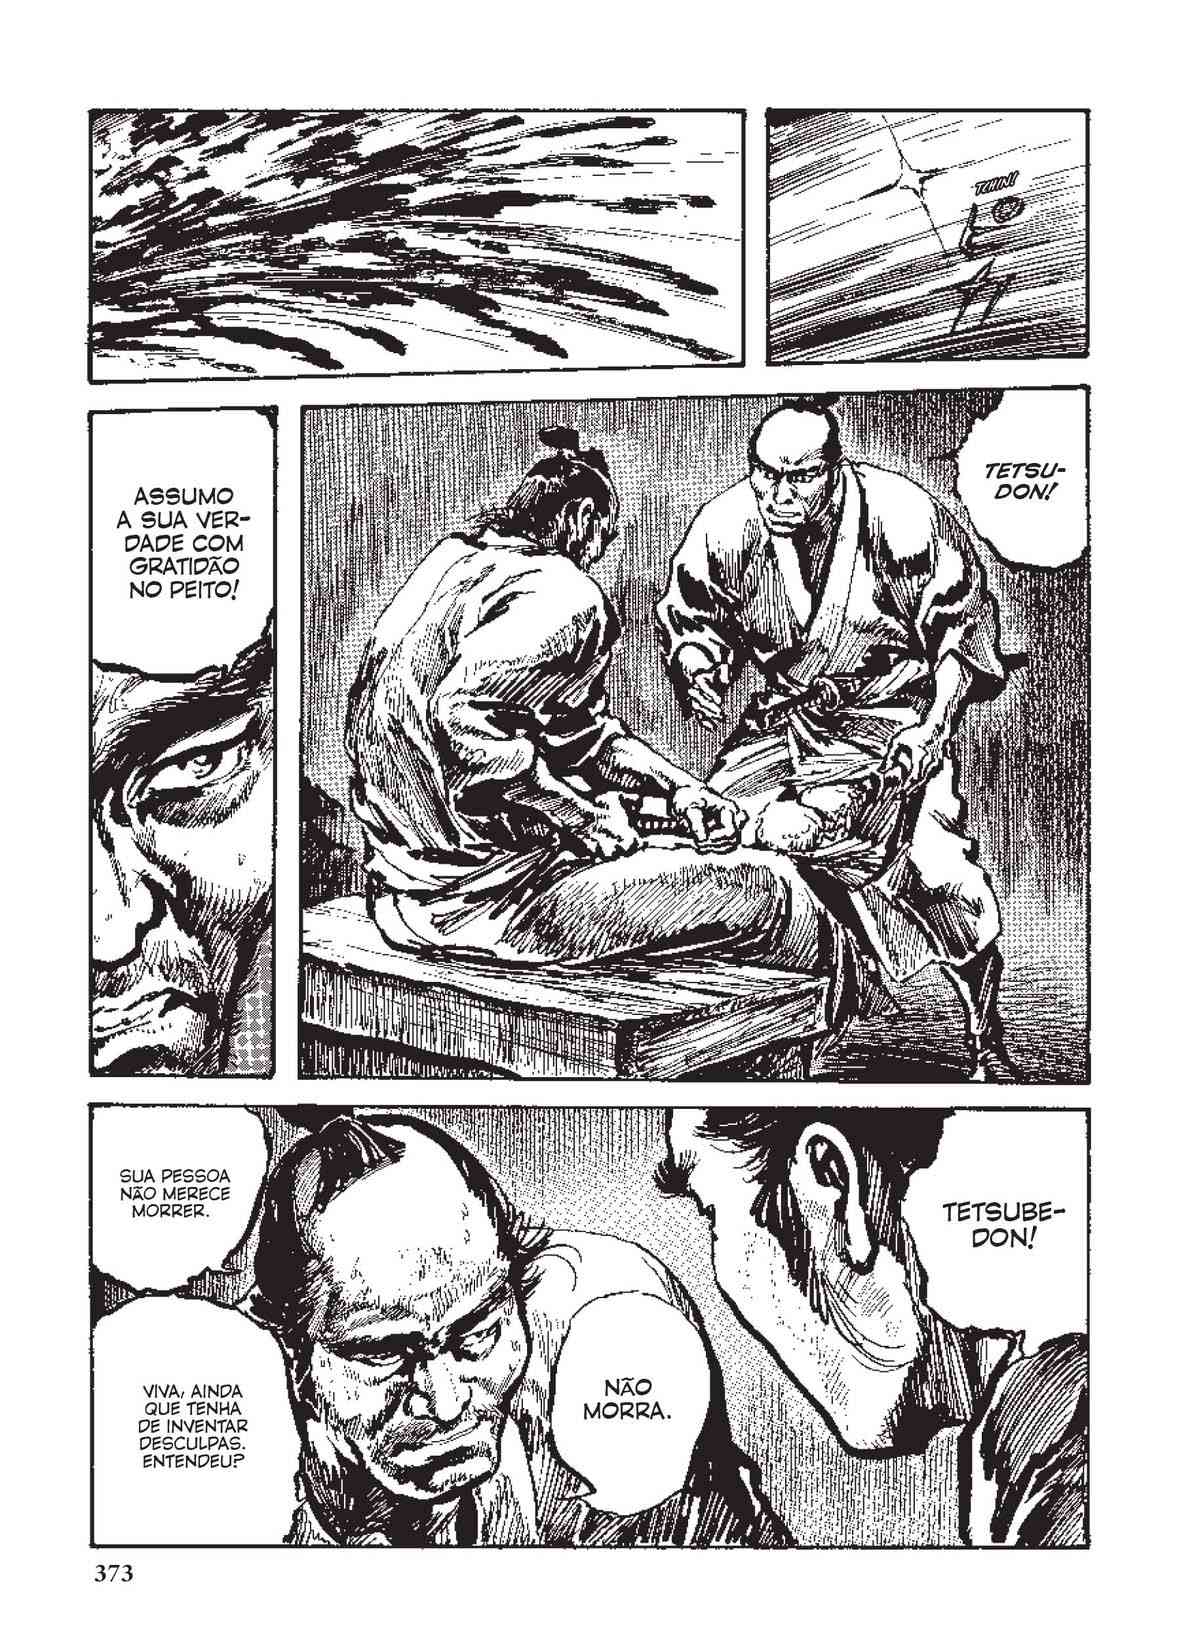 TCHIN!
TETSU-
DON!
ASSUMO
A SUA VER-
DADE COM
GRATIDÃO
NO PEITO!
TETSUBE-
DON!
NÃO
MORRA.
SUA PESSOA
NÃO MERECE
MORRER.
VIVA, AINDA
QUE TENHA
DE INVENTAR
DESCULPAS.
ENTENDEU?
373